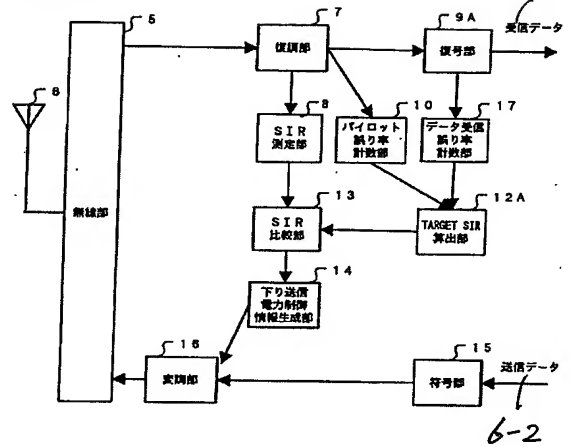 5
7
9A
受信データ
復調部
復号部
6
8
10
17
SIR
測定部
パイロット
誤り率
計数部
データ受信
誤り率
計数部
13
12A
無線部
SIR
比較部
TARGET SIR
算出部
14
下り送信
電力制御
情報生成部
16
15
送信データ
変調部
符号部
6-2